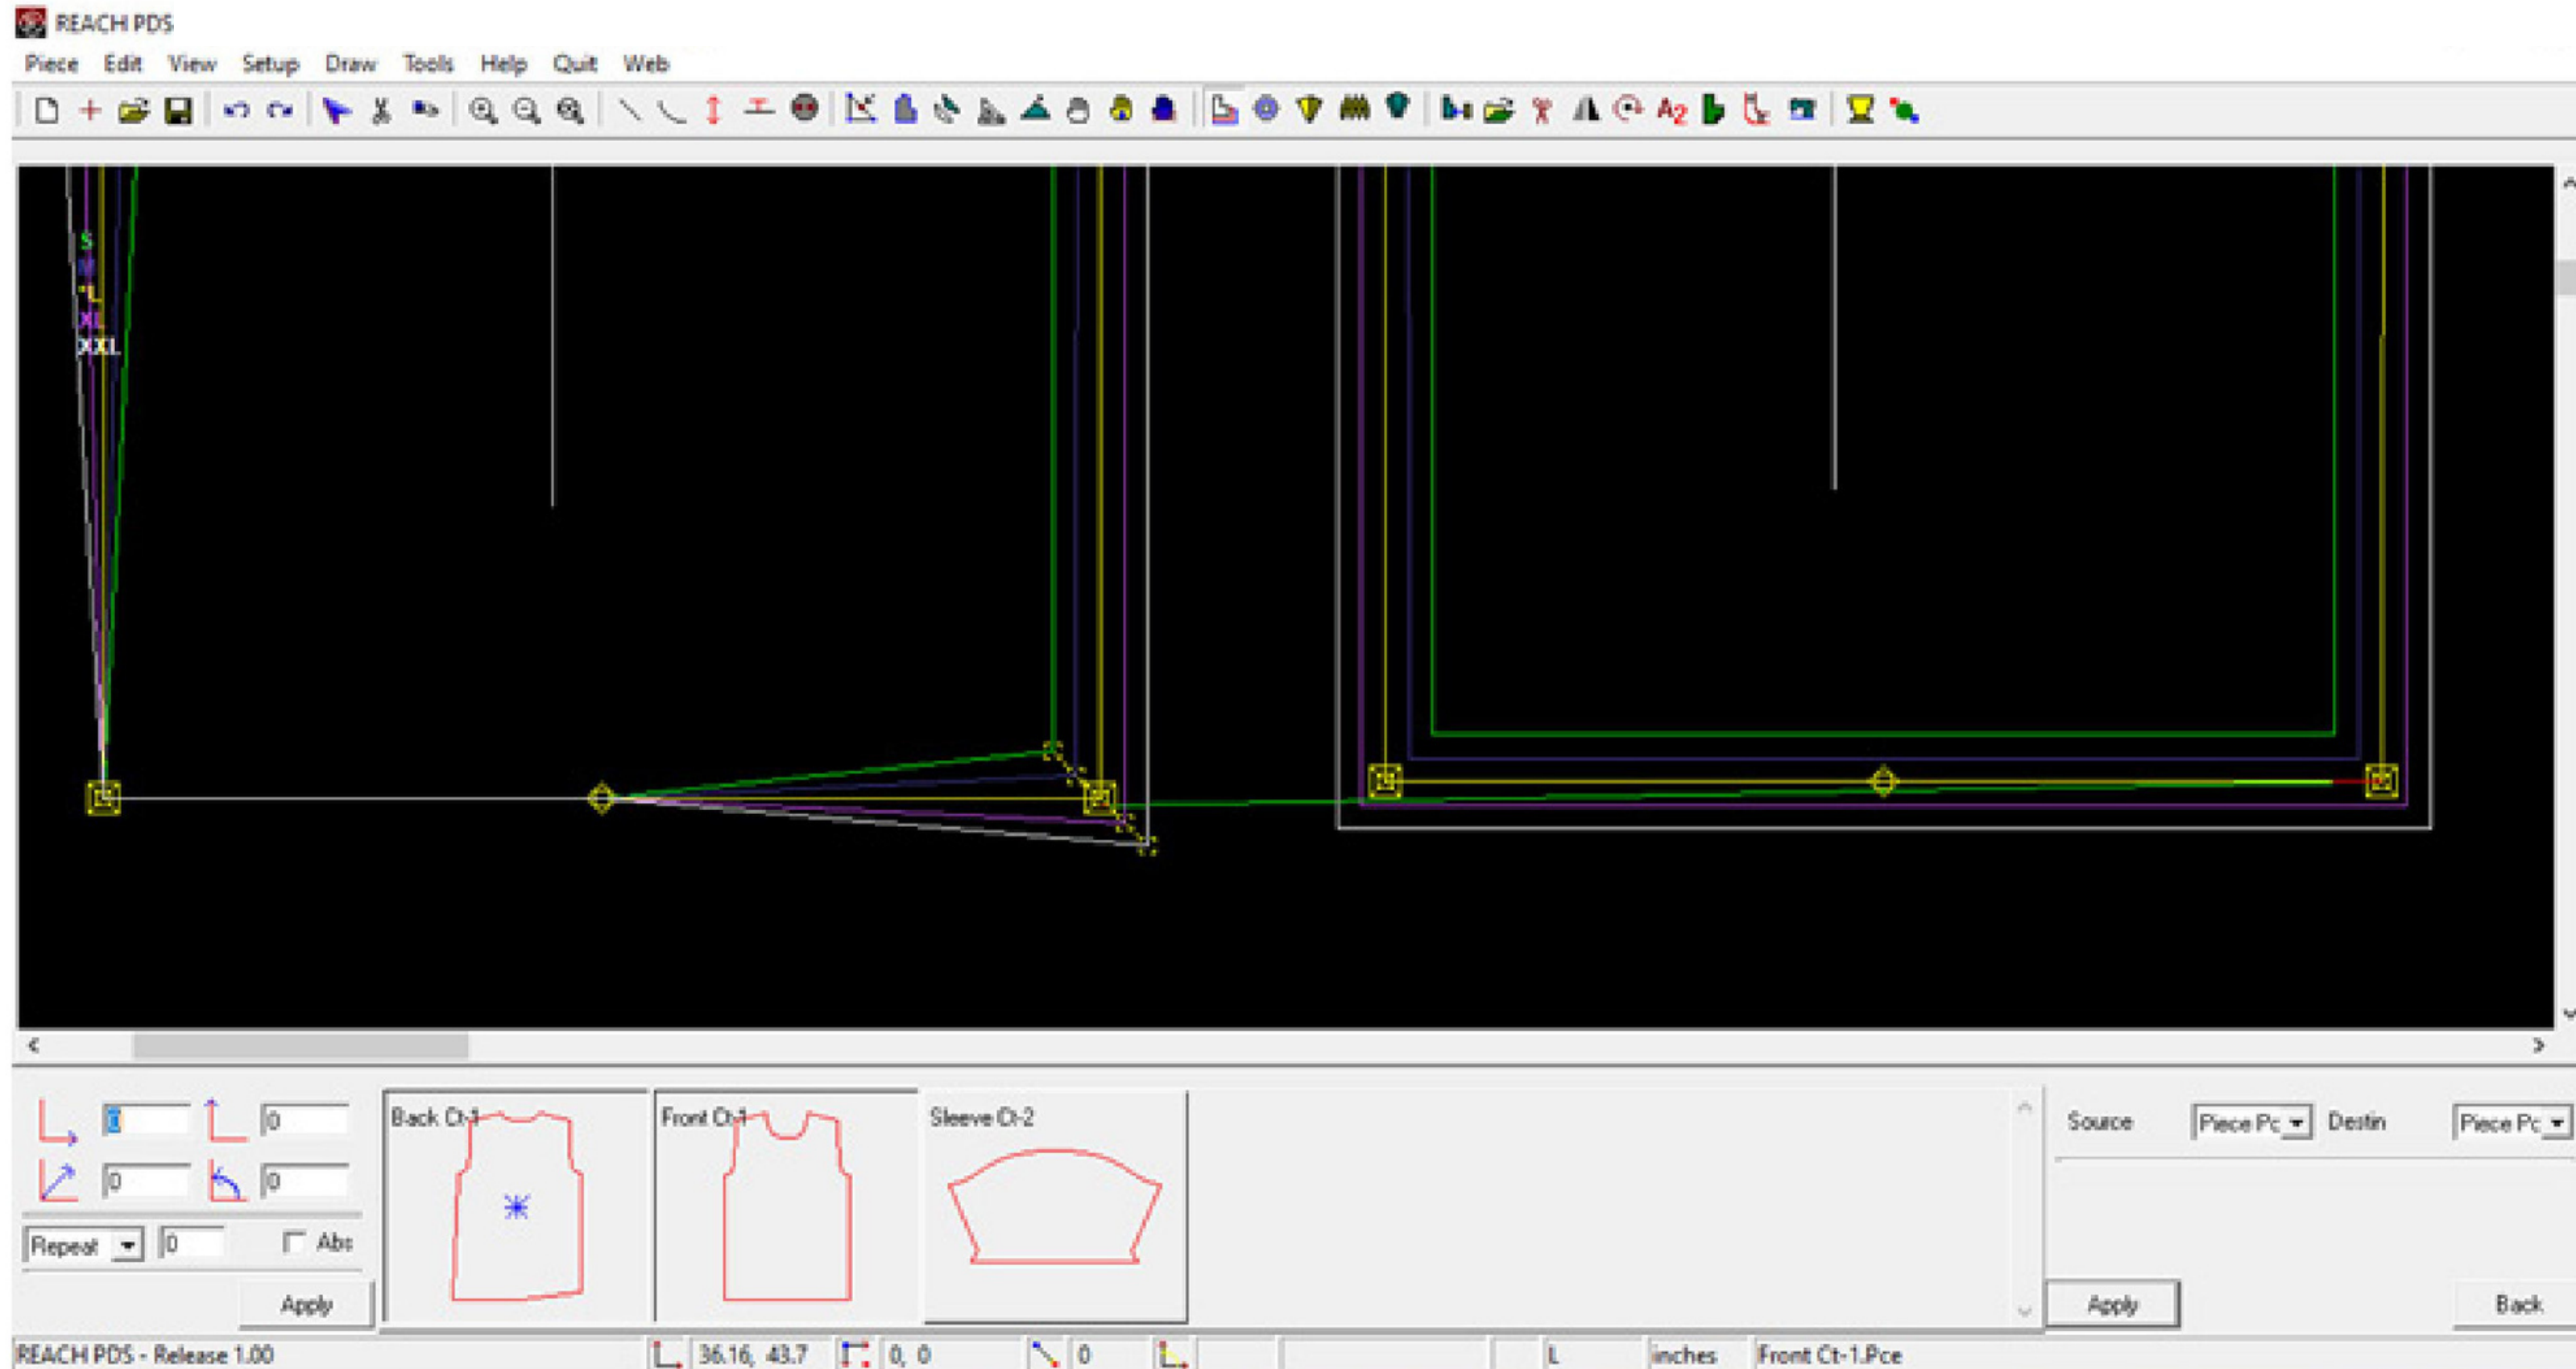 REACH PDS
Piece Edit View Setup Draw Tools Help Quit Web
A2
S
M
*L
XL
XXL
0 0
Back Ct-1 Front Ct-1 Sleeve Ct-2
Source Piece Pc Destin Piece Pc
0 0
Repeat 0 Abs
Apply Apply Back
REACH PDS - Release 1.00 36.16, 43.7 0, 0 0 L inches Front Ct-1.Pce